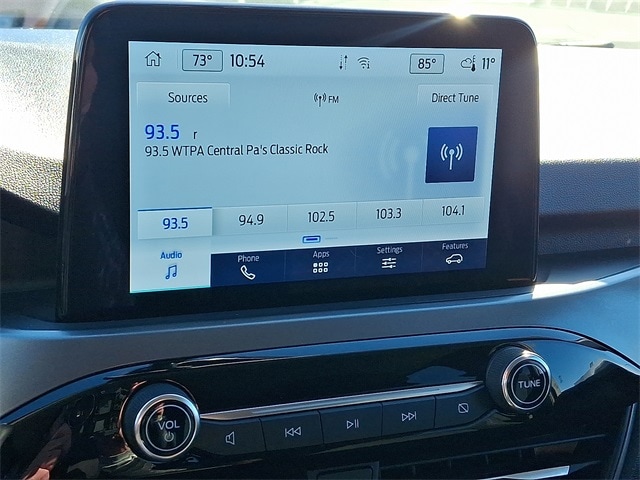 73° 10:54 85° 11°
Sources FM Direct Tune
93.5 r
93.5 WTPA Central Pa's Classic Rock
93.5 94.9 102.5 103.3 104.1
Audio Phone Apps Settings Features
VOL TUNE